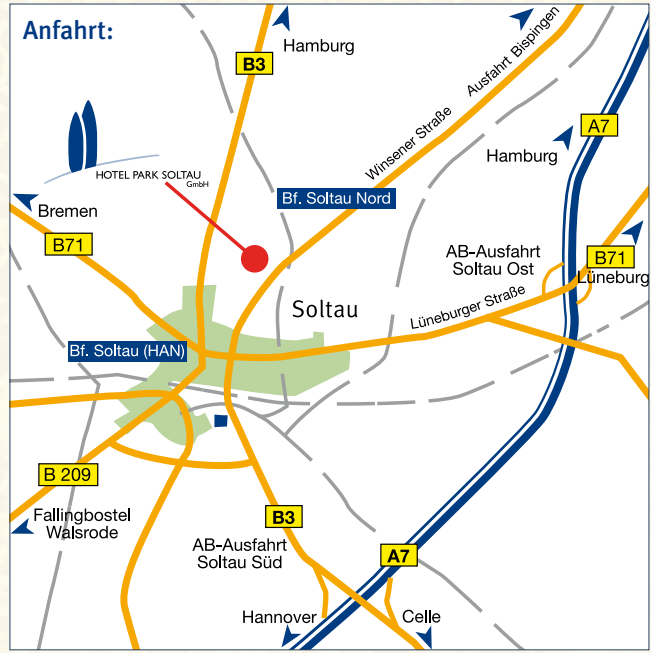 Anfahrt:
Hamburg
B3
Ausfahrt Bispingen
Winsener Straße
A7
Hamburg
HOTEL PARK SOLTAU
GmbH
Bf. Soltau Nord
Bremen
B71
AB-Ausfahrt
Soltau Ost
B71
Lüneburg
Soltau
Lüneburger Straße
Bf. Soltau (HAN)
B 209
Fallingbostel
Walsrode
B3
AB-Ausfahrt
Soltau Süd
A7
Hannover
Celle